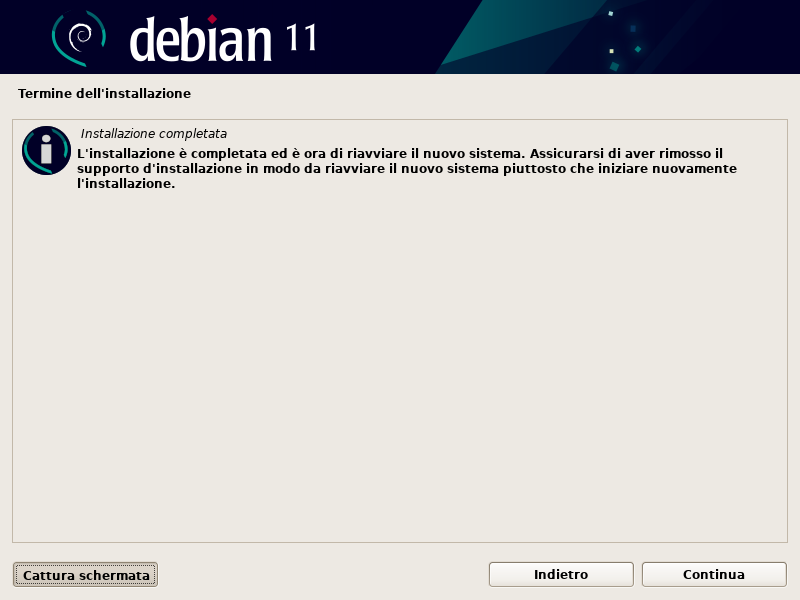 debian 11
Termine dell'installazione
Installazione completata
L'installazione è completata ed è ora di riavviare il nuovo sistema. Assicurarsi di aver rimosso il
supporto d'installazione in modo da riavviare il nuovo sistema piuttosto che iniziare nuovamente
l'installazione.
Cattura schermata
Indietro
Continua